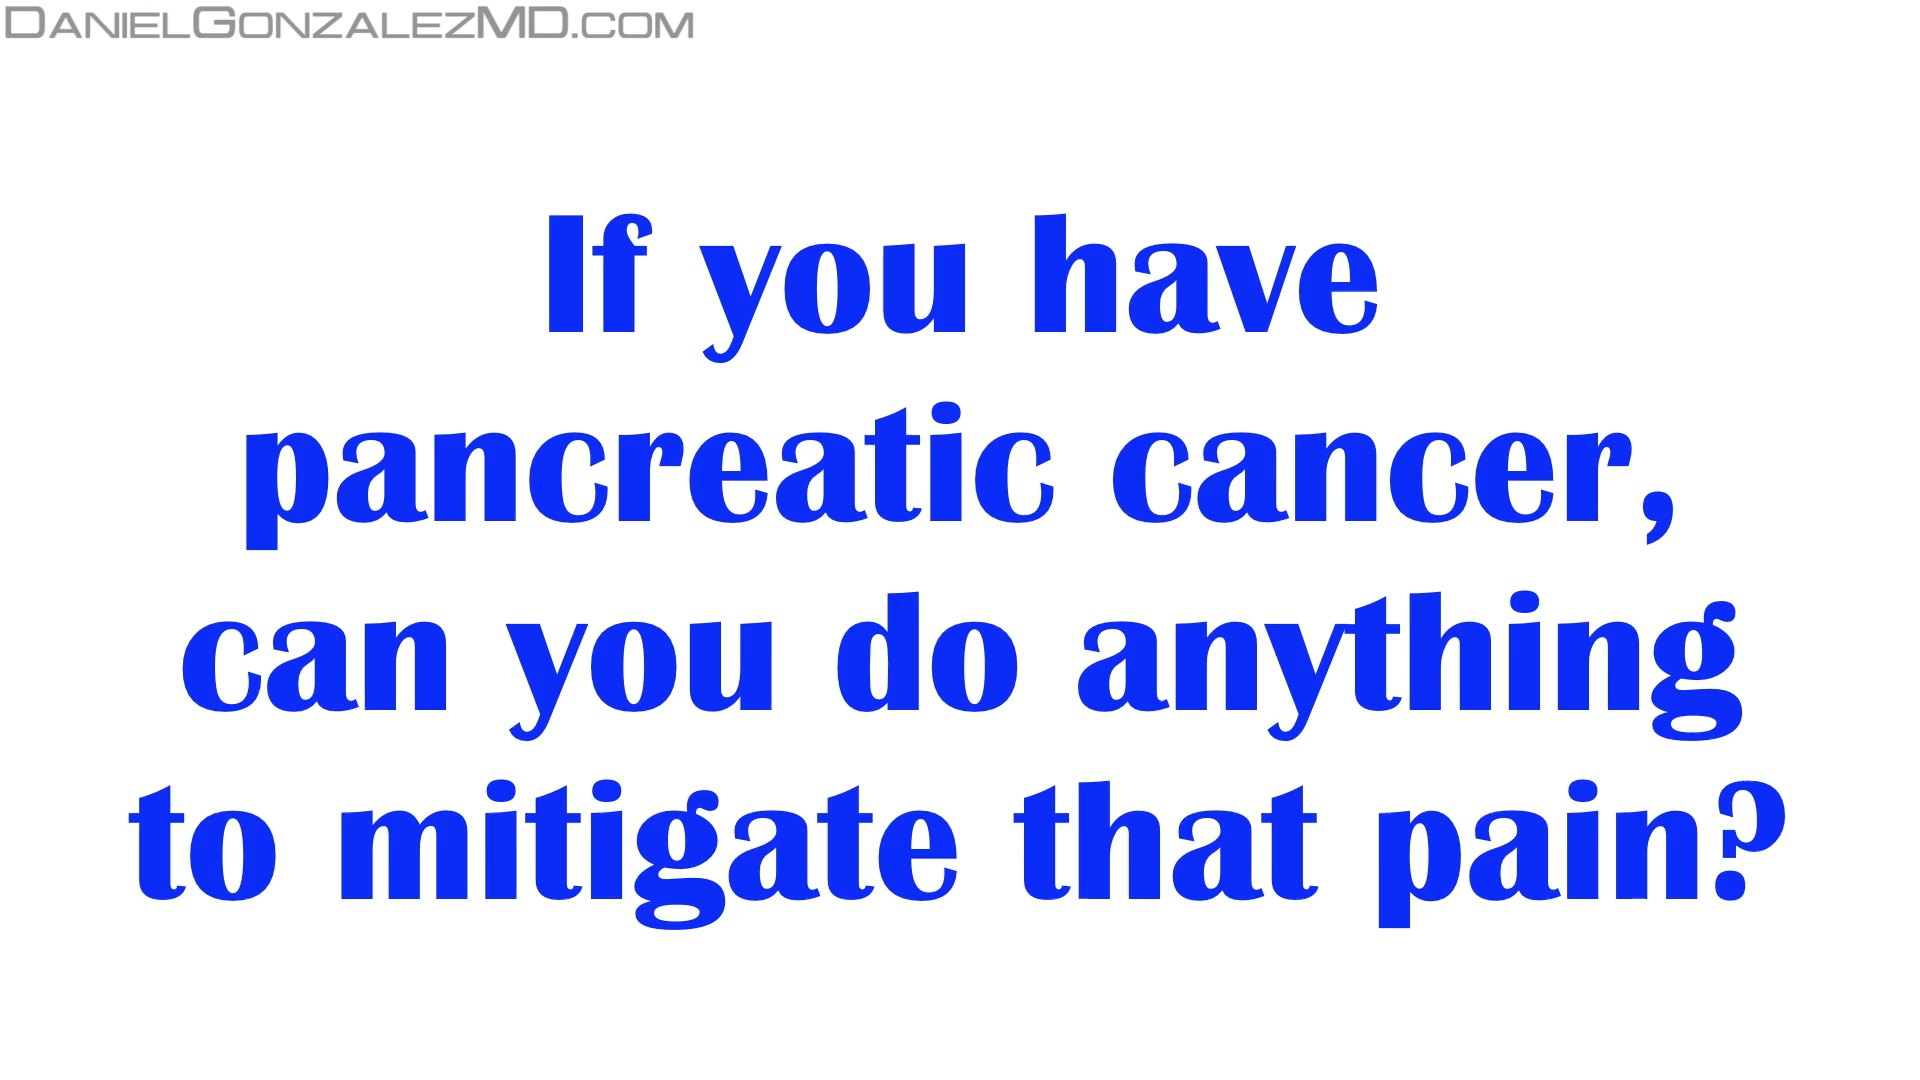 DanielGonzalezMD.com
If you have
pancreatic cancer,
can you do anything
to mitigate that pain?